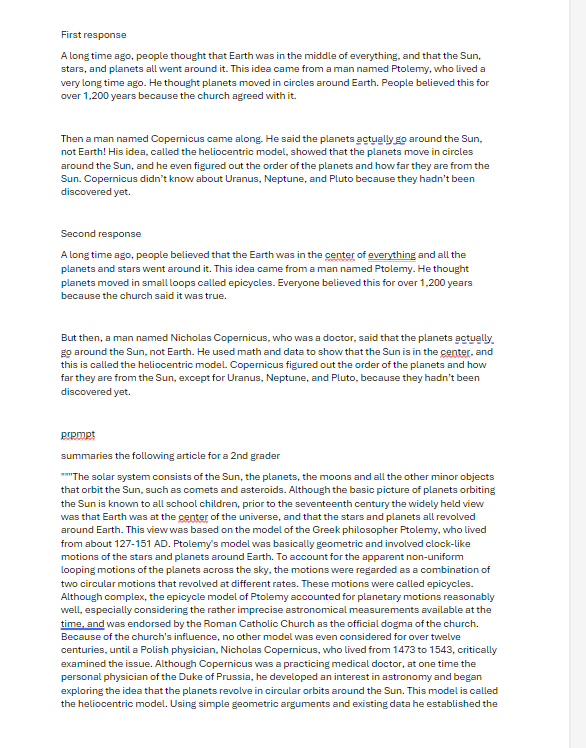 First response
A long time ago, people thought that Earth was in the middle of everything, and that the Sun,
stars, and planets all went around it. This idea came from a man named Ptolemy, who lived a
very long time ago. He thought planets moved in circles around Earth. People believed this for
over 1,200 years because the church agreed with it.
Then a man named Copernicus came along. He said the planets actually go around the Sun,
not Earth! His idea, called the heliocentric model, showed that the planets move in circles
around the Sun, and he even figured out the order of the planets and how far they are from the
Sun. Copernicus didn't know about Uranus, Neptune, and Pluto because they hadn't been
discovered yet.
Second response
A long time ago, people believed that the Earth was in the center of everything and all the
planets and stars went around it. This idea came from a man named Ptolemy. He thought
planets moved in small loops called epicycles. Everyone believed this for over 1,200 years
because the church said it was true.
But then, a man named Nicholas Copernicus, who was a doctor, said that the planets actually
go around the Sun, not Earth. He used math and data to show that the Sun is in the center, and
this is called the heliocentric model. Copernicus figured out the order of the planets and how
far they are from the Sun, except for Uranus, Neptune, and Pluto, because they hadn't been
discovered yet.
prpmpt
summaries the following article for a 2nd grader
"""The solar system consists of the Sun, the planets, the moons and all the other minor objects
that orbit the Sun, such as comets and asteroids. Although the basic picture of planets orbiting
the Sun is known to all school children, prior to the seventeenth century the widely held view
was that Earth was at the center of the universe, and that the stars and planets all revolved
around Earth. This view was based on the model of the Greek philosopher Ptolemy, who lived
from about 127-151 AD. Ptolemy's model was basically geometric and involved clock-like
motions of the stars and planets around Earth. To account for the apparent non-uniform
looping motions of the planets across the sky, the motions were regarded as a combination of
two circular motions that revolved at different rates. These motions were called epicycles.
Although complex, the epicycle model of Ptolemy accounted for planetary motions reasonably
well, especially considering the rather imprecise astronomical measurements available at the
time, and was endorsed by the Roman Catholic Church as the official dogma of the church.
Because of the church's influence, no other model was even considered for over twelve
centuries, until a Polish physician, Nicholas Copernicus, who lived from 1473 to 1543, critically
examined the issue. Although Copernicus was a practicing medical doctor, at one time the
personal physician of the Duke of Prussia, he developed an interest in astronomy and began
exploring the idea that the planets revolve in circular orbits around the Sun. This model is called
the heliocentric model. Using simple geometric arguments and existing data he established the